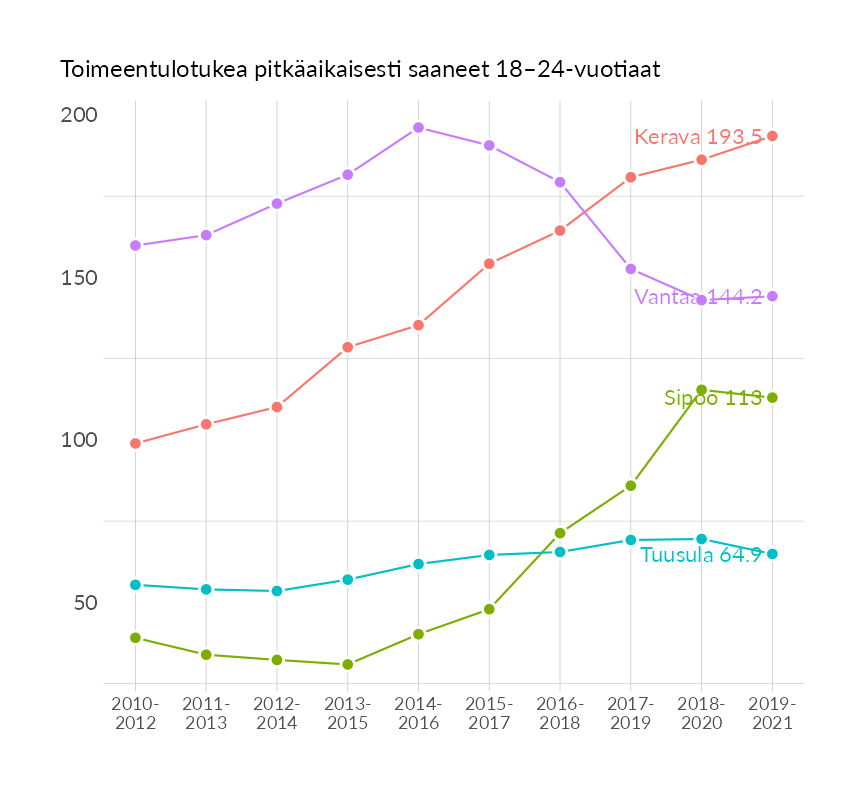 Toimeentulotukea pitkäaikaisesti saaneet 18–24-vuotiaat
200
Kerava 193.5
150
Vantaa 144.2
Sipoo 113
100
Tuusula 64.9
50
2010- 2011- 2012- 2013- 2014- 2015- 2016- 2017- 2018- 2019-
2012 2013 2014 2015 2016 2017 2018 2019 2020 2021